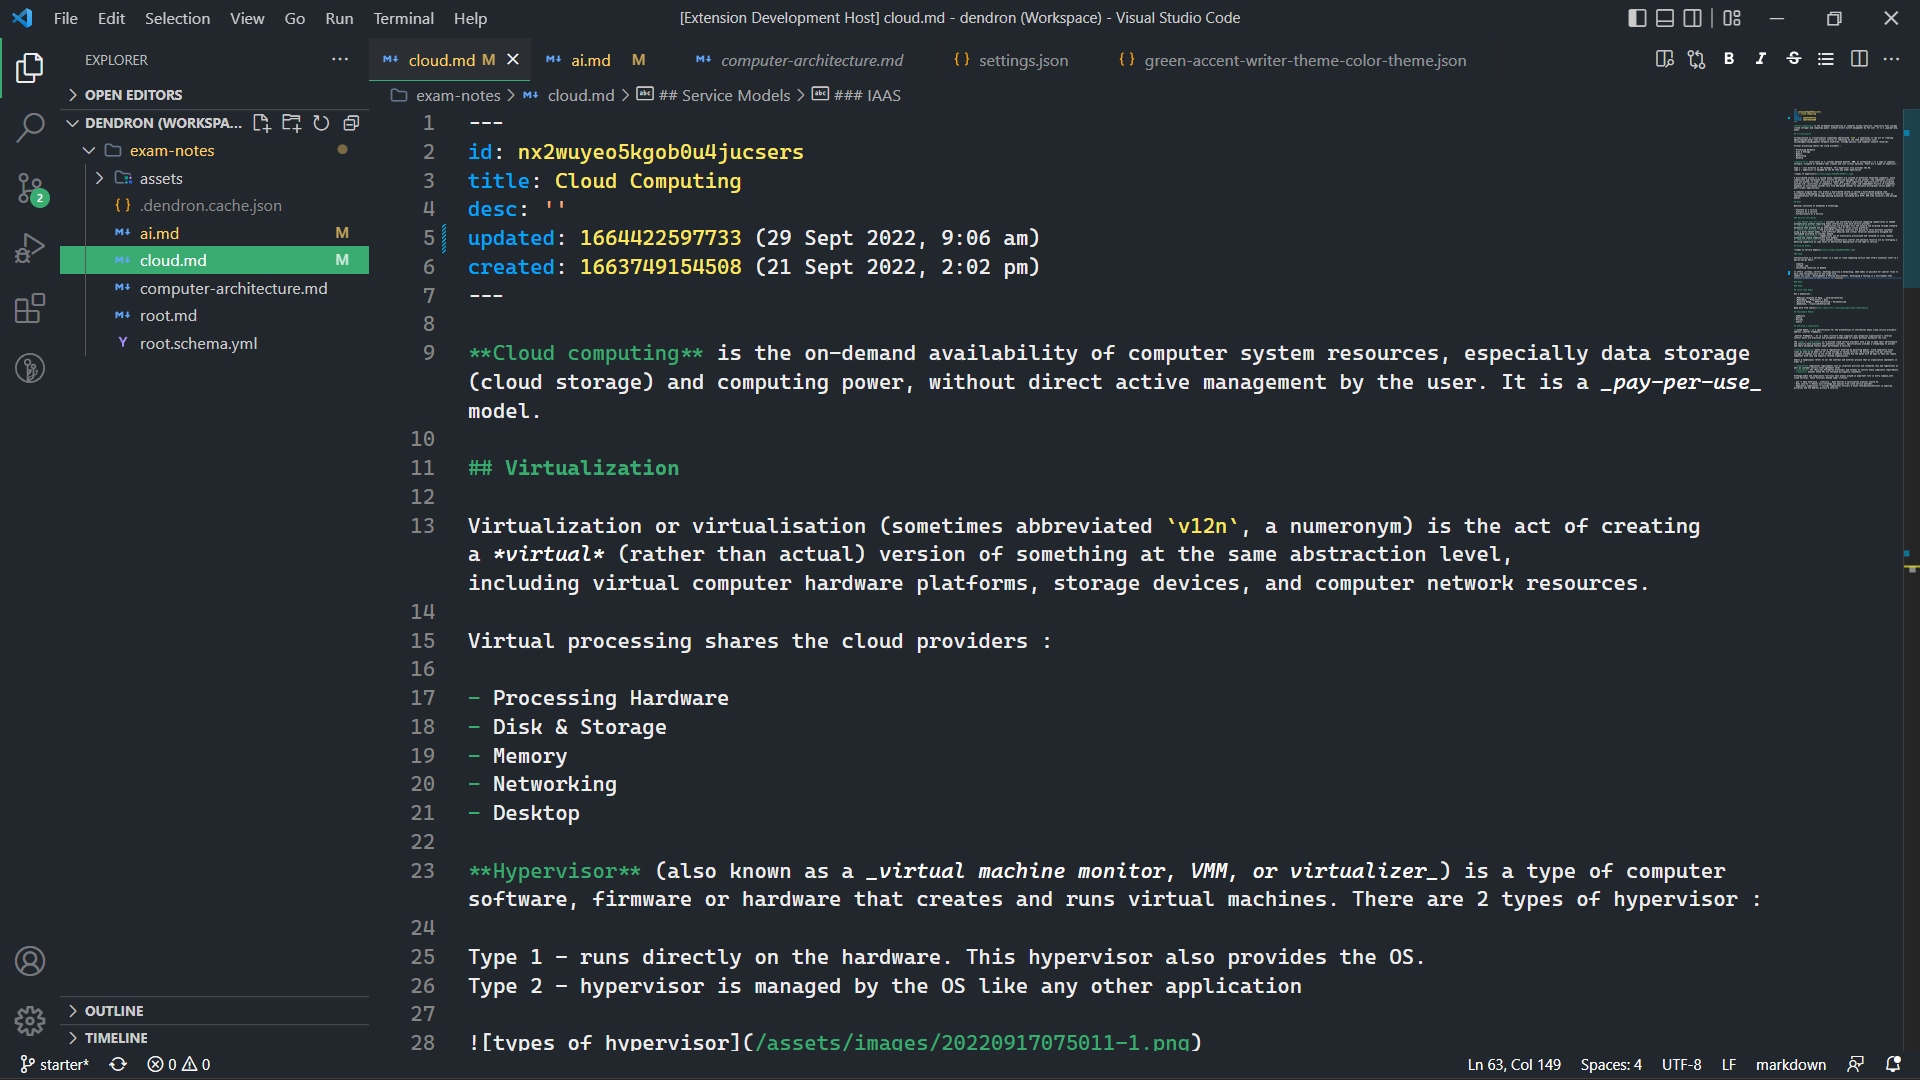 File Edit Selection View Go Run Terminal Help
[Extension Development Host] cloud.md - dendron (Workspace) - Visual Studio Code
EXPLORER
OPEN EDITORS
DENDRON (WORKSPA...
exam-notes
assets
.dendron.cache.json
ai.md M
cloud.md M
computer-architecture.md
root.md
root.schema.yml
2
OUTLINE
TIMELINE
cloud.md M ai.md M computer-architecture.md settings.json green-accent-writer-theme-color-theme.json
exam-notes > cloud.md > ## Service Models > ### IAAS
1 ---
2 id: nx2wuyeo5kgob0u4jucsers
3 title: Cloud Computing
4 desc: ''
5 updated: 1664422597733 (29 Sept 2022, 9:06 am)
6 created: 1663749154508 (21 Sept 2022, 2:02 pm)
7 ---
8
9 **Cloud computing** is the on-demand availability of computer system resources, especially data storage
(cloud storage) and computing power, without direct active management by the user. It is a _pay-per-use_
model.
10
11 ## Virtualization
12
13 Virtualization or virtualisation (sometimes abbreviated `v12n`, a numeronym) is the act of creating
a *virtual* (rather than actual) version of something at the same abstraction level,
including virtual computer hardware platforms, storage devices, and computer network resources.
14
15 Virtual processing shares the cloud providers :
16
17 - Processing Hardware
18 - Disk & Storage
19 - Memory
20 - Networking
21 - Desktop
22
23 **Hypervisor** (also known as a _virtual machine monitor, VMM, or virtualizer_) is a type of computer
software, firmware or hardware that creates and runs virtual machines. There are 2 types of hypervisor :
24
25 Type 1 - runs directly on the hardware. This hypervisor also provides the OS.
26 Type 2 - hypervisor is managed by the OS like any other application
27
28 ![types of hypervisor](/assets/images/20220917075011-1.png)
starter* 0 0
Ln 63, Col 149 Spaces: 4 UTF-8 LF markdown